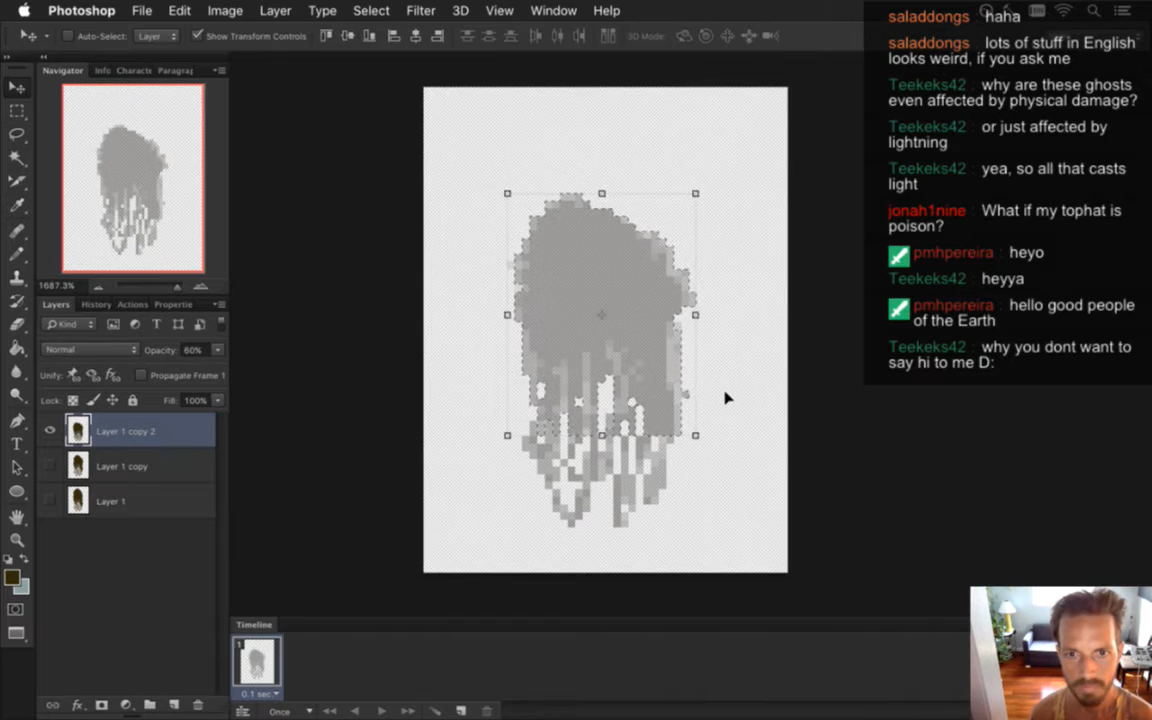 Photoshop File Edit Image Layer Type Select Filter 3D View Window Help
Auto-Select: Layer Show Transform Controls 3D Mode:
Navigator Info Characte Paragraț
1687.3%
Layers History Actions Propertie
Kind
Normal Opacity: 60%
Unify: Propagate Frame 1
Lock: Fill: 100%
Layer 1 copy 2
Layer 1 copy
Layer 1
Timeline
1
0.1 sec.
Once
saladdongs : haha
saladdongs : lots of stuff in English
looks weird, if you ask me
Teekeks42 : why are these ghosts
even affected by physical damage?
Teekeks42 : or just affected by
lightning
Teekeks42 : yea, so all that casts
light
jonah1nine : What if my tophat is
poison?
pmhpereira : heyo
Teekeks42 : heyya
pmhpereira : hello good people
of the Earth
Teekeks42 : why you dont want to
say hi to me D: